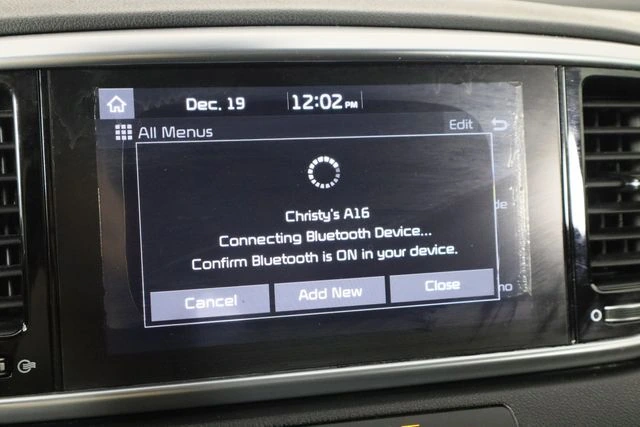 Dec. 19 12:02 PM
All Menus Edit
Christy's A16
Connecting Bluetooth Device...
Confirm Bluetooth is ON in your device.
Cancel Add New Close